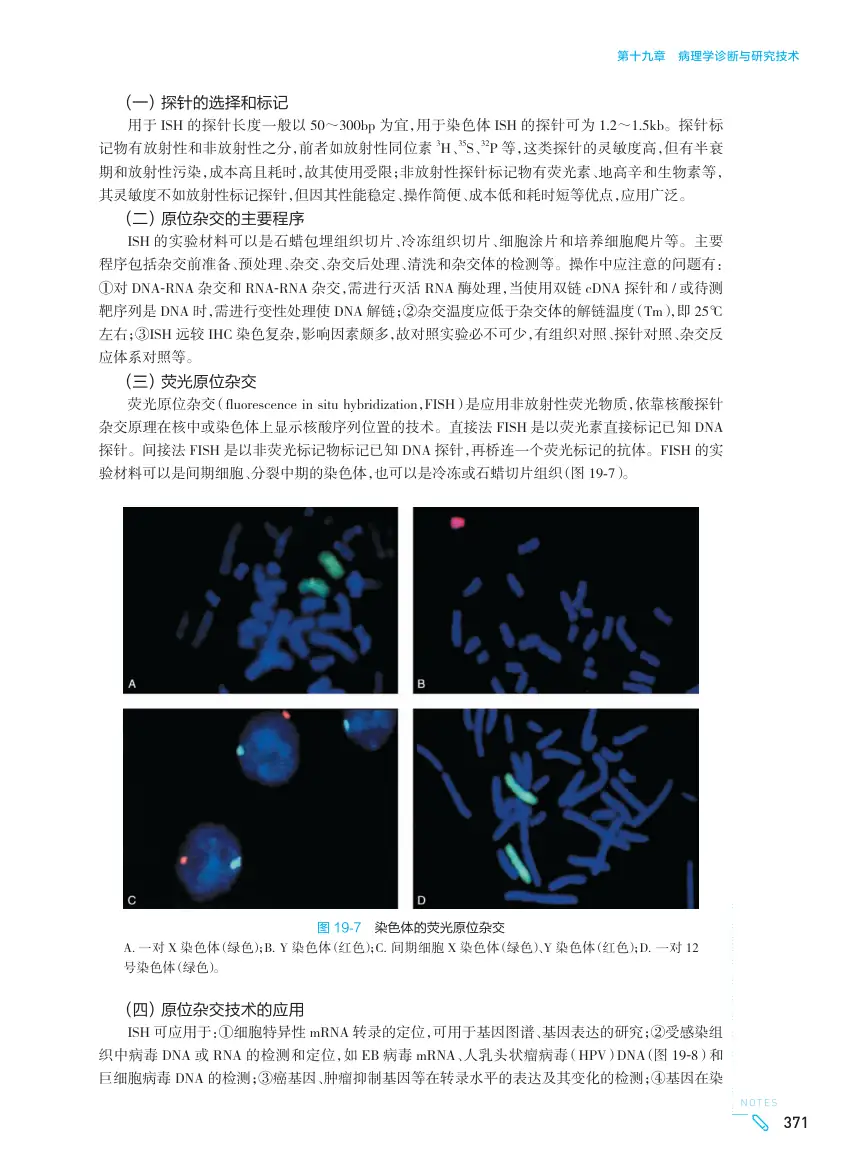 第十九章 病理学诊断与研究技术
(一)探针的选择和标记
用于 ISH 的探针长度一般以 50～300bp 为宜,用于染色体 ISH 的探针可为 1.2～1.5kb。探针标
记物有放射性和非放射性之分,前者如放射性同位素 ³H、³⁵S、³²P 等,这类探针的灵敏度高,但有半衰
期和放射性污染,成本高且耗时,故其使用受限;非放射性探针标记物有荧光素、地高辛和生物素等,
其灵敏度不如放射性标记探针,但因其性能稳定、操作简便、成本低和耗时短等优点,应用广泛。
(二)原位杂交的主要程序
ISH 的实验材料可以是石蜡包埋组织切片、冷冻组织切片、细胞涂片和培养细胞爬片等。主要
程序包括杂交前准备、预处理、杂交、杂交后处理、清洗和杂交体的检测等。操作中应注意的问题有:
①对 DNA-RNA 杂交和 RNA-RNA 杂交,需进行灭活 RNA 酶处理,当使用双链 cDNA 探针和 / 或待测
靶序列是 DNA 时,需进行变性处理使 DNA 解链;②杂交温度应低于杂交体的解链温度(Tm),即 25℃
左右;③ISH 远较 IHC 染色复杂,影响因素颇多,故对照实验必不可少,有组织对照、探针对照、杂交反
应体系对照等。
(三)荧光原位杂交
荧光原位杂交(fluorescence in situ hybridization,FISH)是应用非放射性荧光物质,依靠核酸探针
杂交原理在核中或染色体上显示核酸序列位置的技术。直接法 FISH 是以荧光素直接标记已知 DNA
探针。间接法 FISH 是以非荧光标记物标记已知 DNA 探针,再桥连一个荧光标记的抗体。FISH 的实
验材料可以是间期细胞、分裂中期的染色体,也可以是冷冻或石蜡切片组织(图 19-7)。
A
B
C
D
图 19-7 染色体的荧光原位杂交
A. 一对 X 染色体(绿色);B. Y 染色体(红色);C. 间期细胞 X 染色体(绿色)、Y 染色体(红色);D. 一对 12
号染色体(绿色)。
(四)原位杂交技术的应用
ISH 可应用于:①细胞特异性 mRNA 转录的定位,可用于基因图谱、基因表达的研究;②受感染组
织中病毒 DNA 或 RNA 的检测和定位,如 EB 病毒 mRNA、人乳头状瘤病毒(HPV)DNA(图 19-8)和
巨细胞病毒 DNA 的检测;③癌基因、肿瘤抑制基因等在转录水平的表达及其变化的检测;④基因在染
NOTES
371